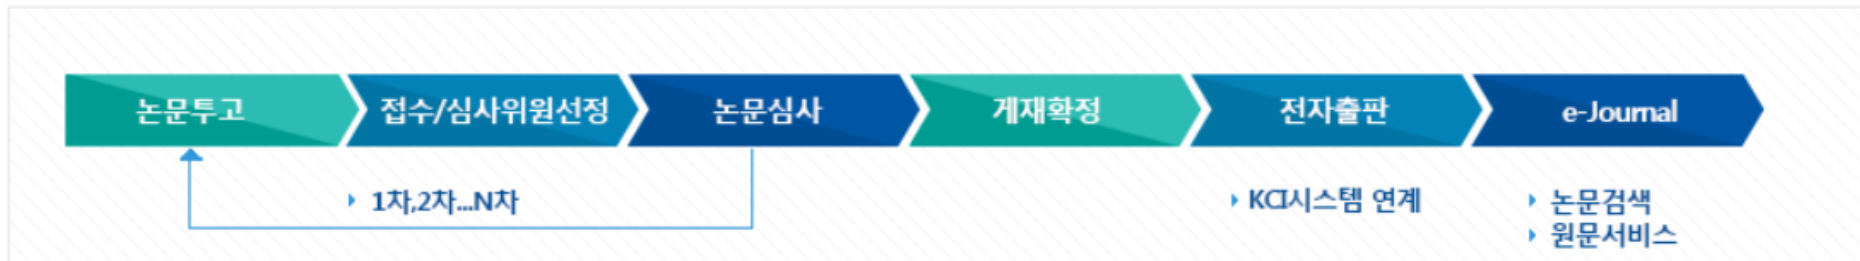 논문투고 접수/심사위원선정 논문심사 게재확정 전자출판 e-Journal
1차,2차...N차
KCI시스템 연계
논문검색
원문서비스